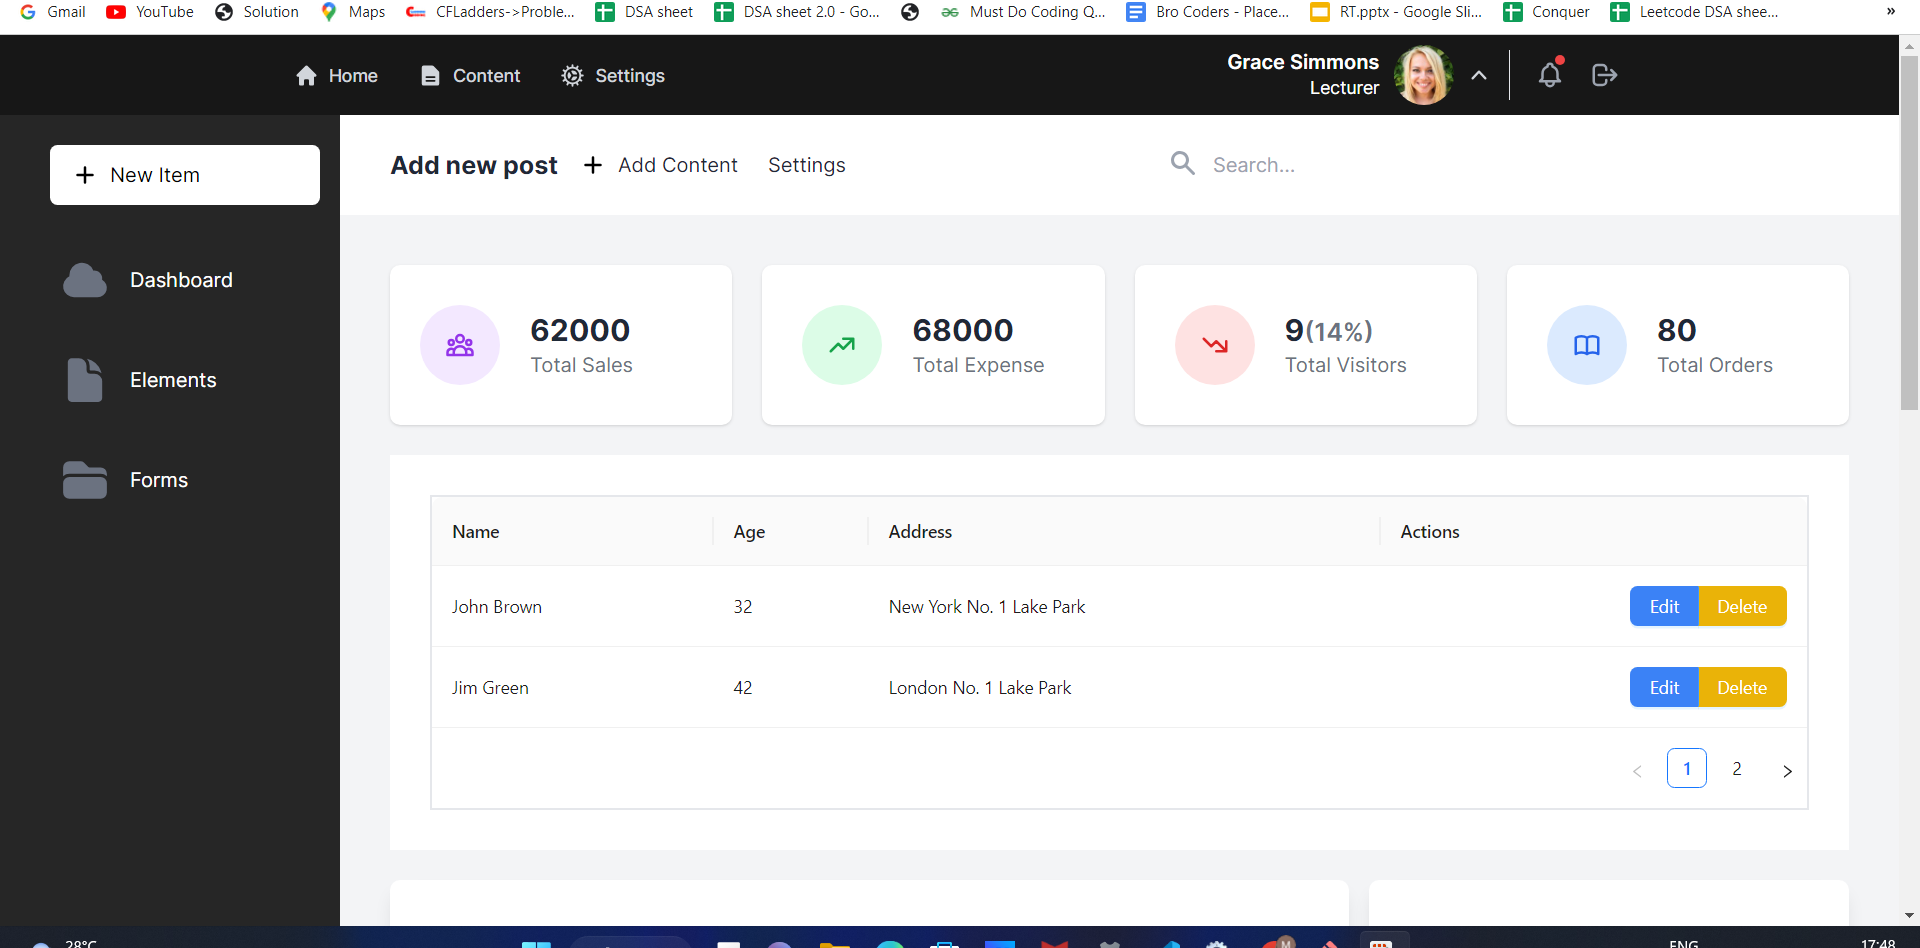 Gmail YouTube Solution Maps CFLadders->Proble... DSA sheet DSA sheet 2.0 - Go... Must Do Coding Q... Bro Coders - Place... RT.pptx - Google Sli... Conquer Leetcode DSA shee... »
Home Content Settings
Grace Simmons
Lecturer
+ New Item
Dashboard
Elements
Forms
Add new post + Add Content Settings Search...
62000
Total Sales
68000
Total Expense
9(14%)
Total Visitors
80
Total Orders
Name Age Address Actions
John Brown 32 New York No. 1 Lake Park Edit Delete
Jim Green 42 London No. 1 Lake Park Edit Delete
< 1 2 >
28°C ENG 17:48